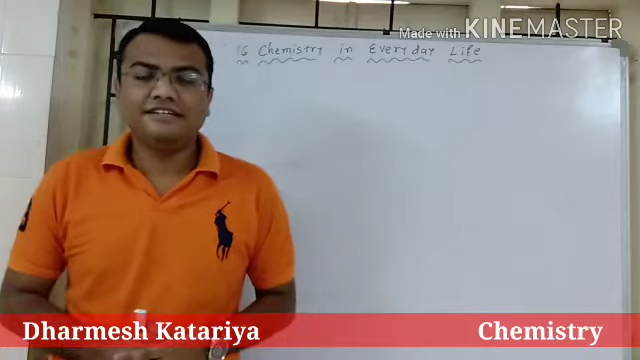 Made with KINEMASTER
16 Chemistry in Everyday Life
Dharmesh Katariya Chemistry